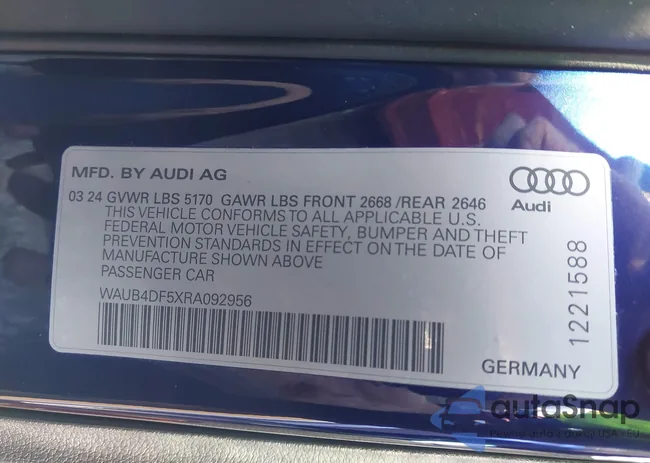 MFD. BY AUDI AG
Audi
03 24 GVWR LBS 5170 GAWR LBS FRONT 2668 /REAR 2646
THIS VEHICLE CONFORMS TO ALL APPLICABLE U.S.
FEDERAL MOTOR VEHICLE SAFETY, BUMPER AND THEFT
PREVENTION STANDARDS IN EFFECT ON THE DATE OF
MANUFACTURE SHOWN ABOVE
PASSENGER CAR
WAUB4DF5XRA092956
1221588
GERMANY
autoSnap